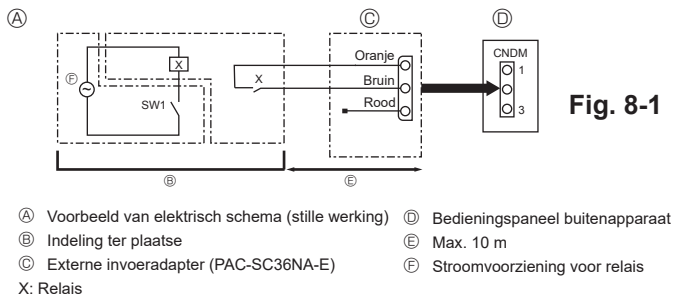 Ⓐ Ⓒ Ⓓ
Oranje
CNDM
X
X
1
Ⓕ
Bruin
SW1
Rood
3
Fig. 8-1
Ⓑ
Ⓔ
Ⓐ Voorbeeld van elektrisch schema (stille werking)
Ⓑ Indeling ter plaatse
Ⓒ Externe invoeradapter (PAC-SC36NA-E)
X: Relais
Ⓓ Bedieningspaneel buitenapparaat
Ⓔ Max. 10 m
Ⓕ Stroomvoorziening voor relais